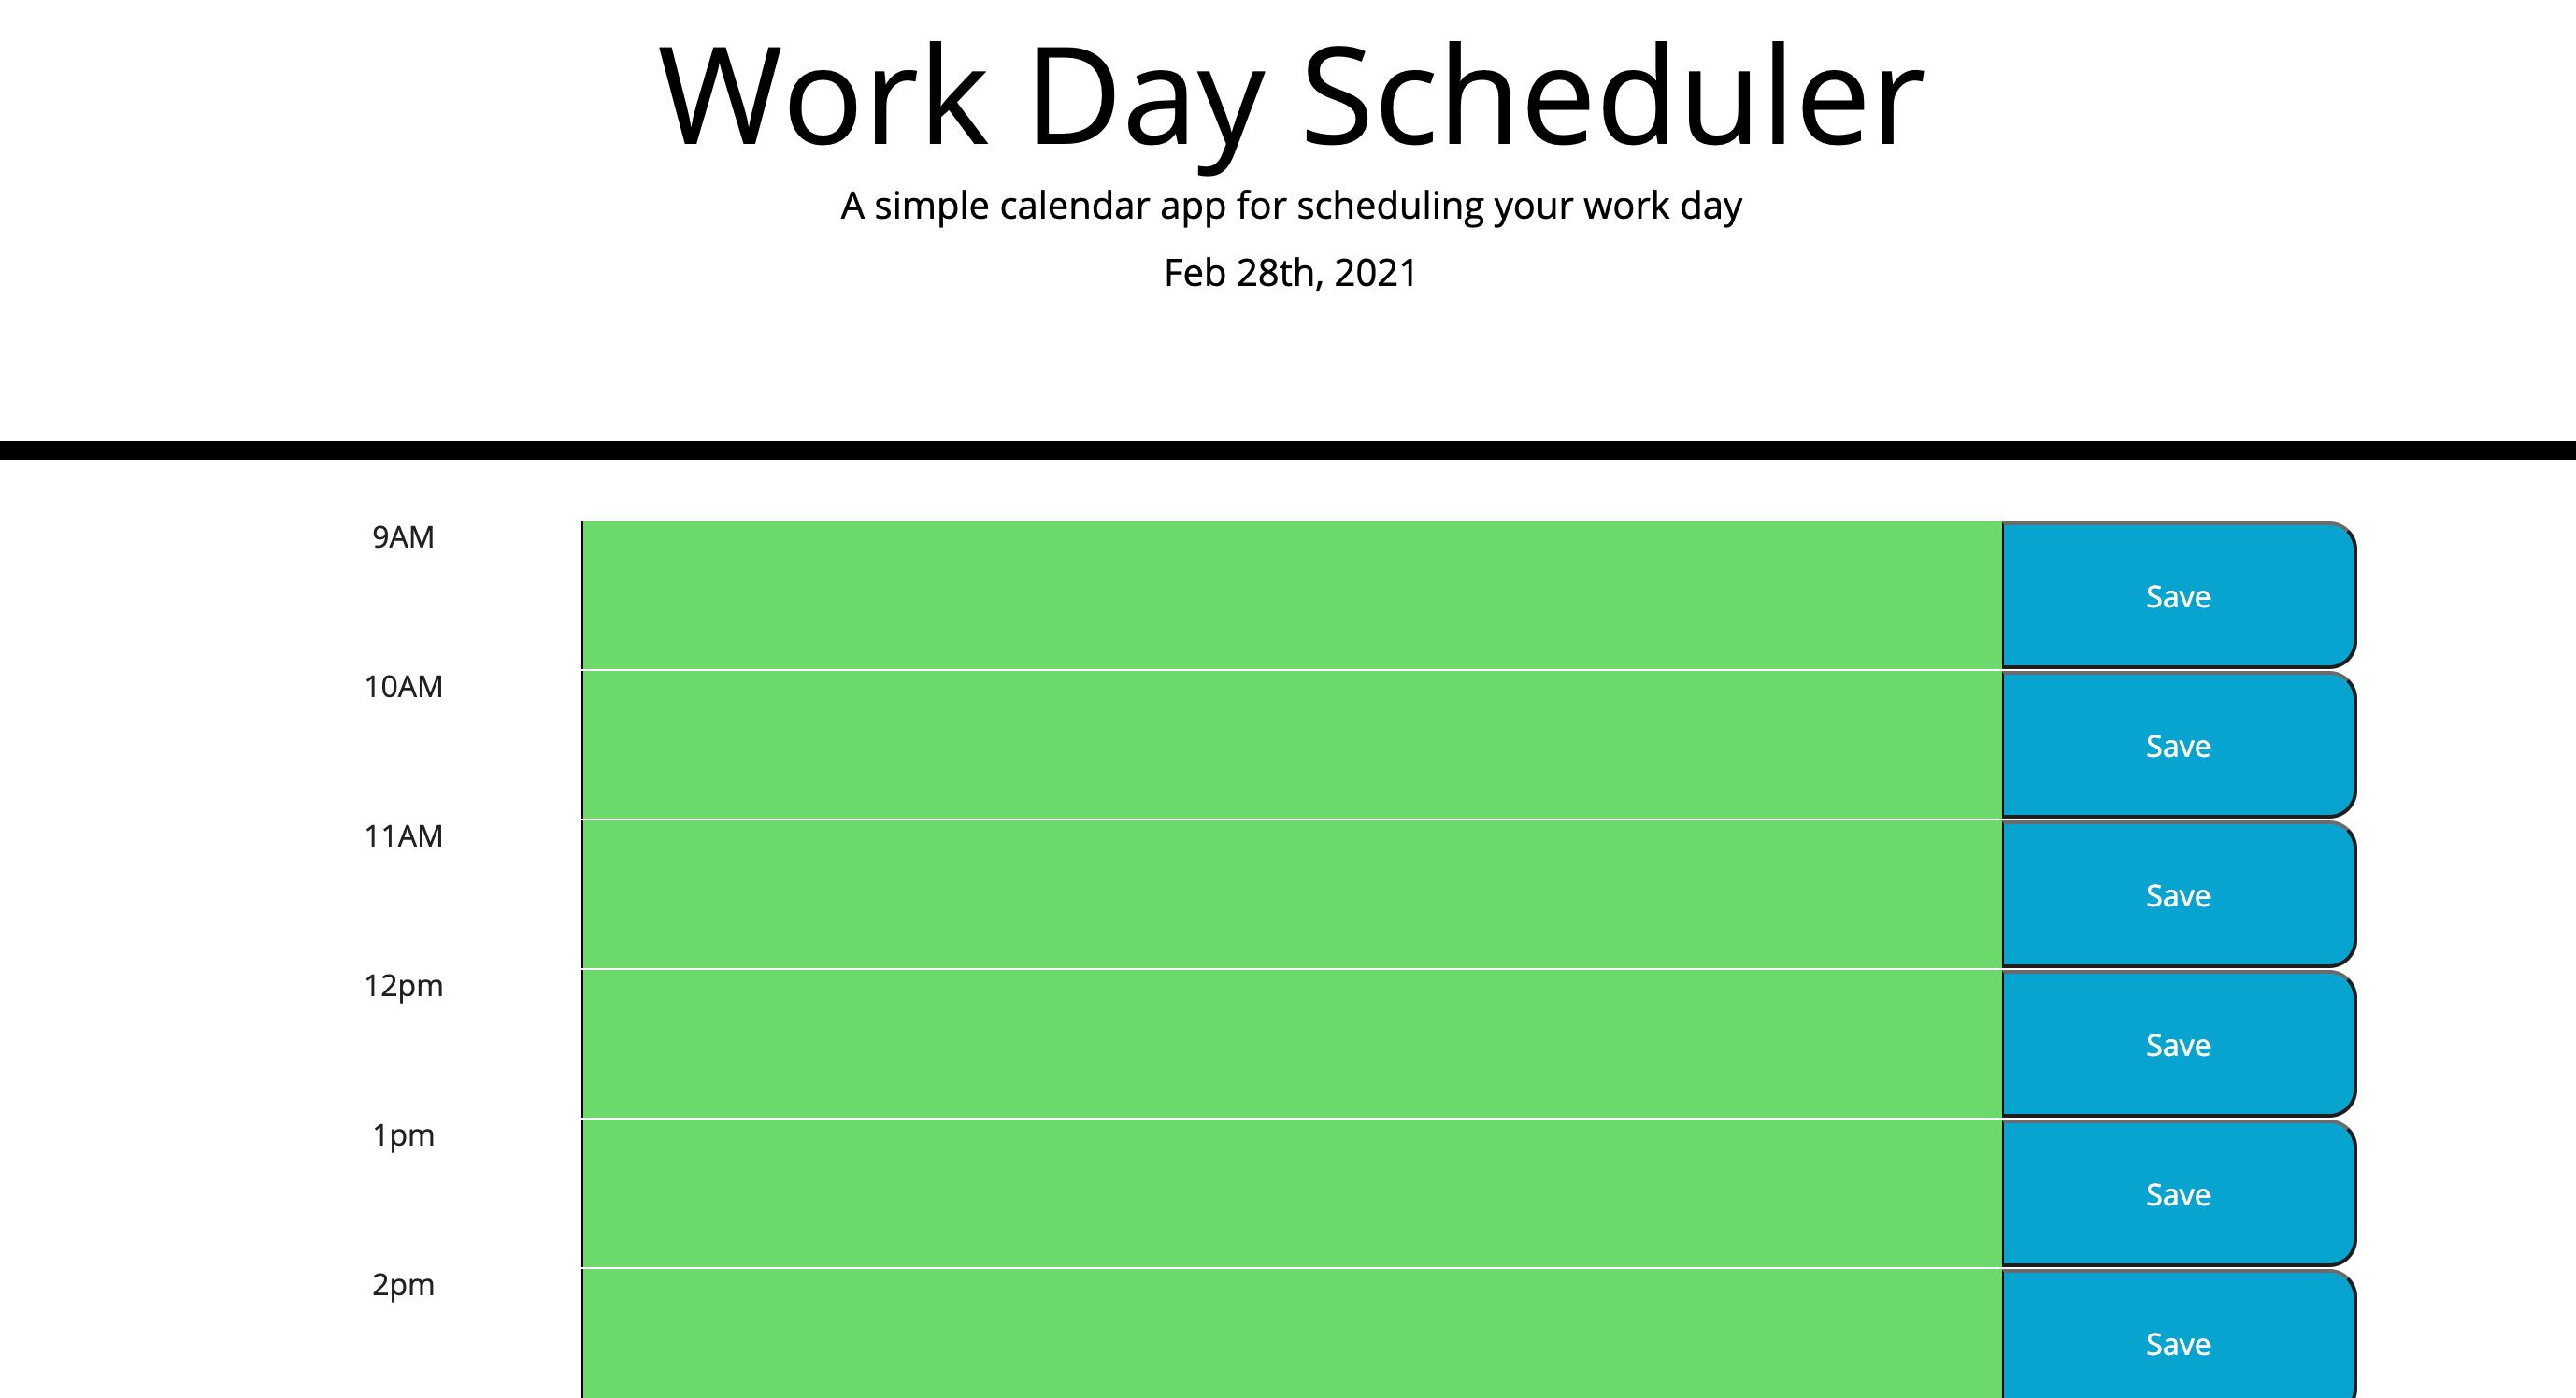 Work Day Scheduler
A simple calendar app for scheduling your work day
Feb 28th, 2021
9AM
Save
10AM
Save
11AM
Save
12pm
Save
1pm
Save
2pm
Save